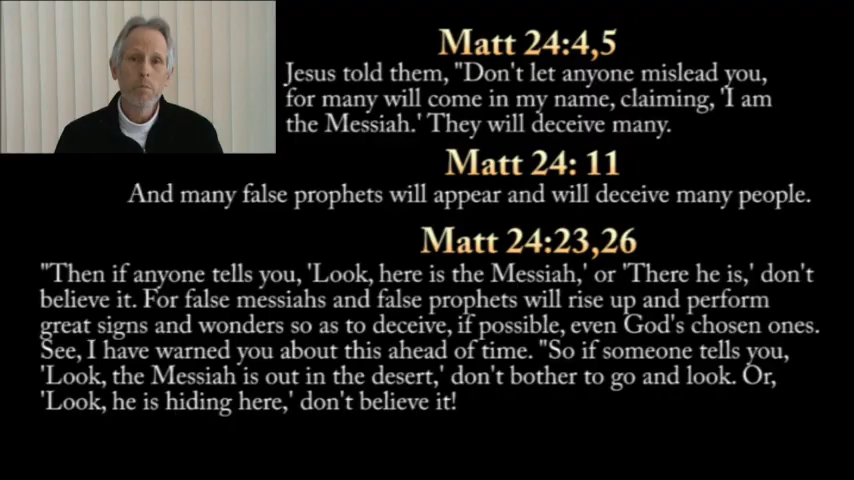 Matt 24:4,5
Jesus told them, "Don't let anyone mislead you,
for many will come in my name, claiming, 'I am
the Messiah.' They will deceive many.
Matt 24: 11
And many false prophets will appear and will deceive many people.
Matt 24:23,26
"Then if anyone tells you, 'Look, here is the Messiah,' or 'There he is,' don't
believe it. For false messiahs and false prophets will rise up and perform
great signs and wonders so as to deceive, if possible, even God's chosen ones.
See, I have warned you about this ahead of time. "So if someone tells you,
'Look, the Messiah is out in the desert,' don't bother to go and look. Or,
'Look, he is hiding here,' don't believe it!